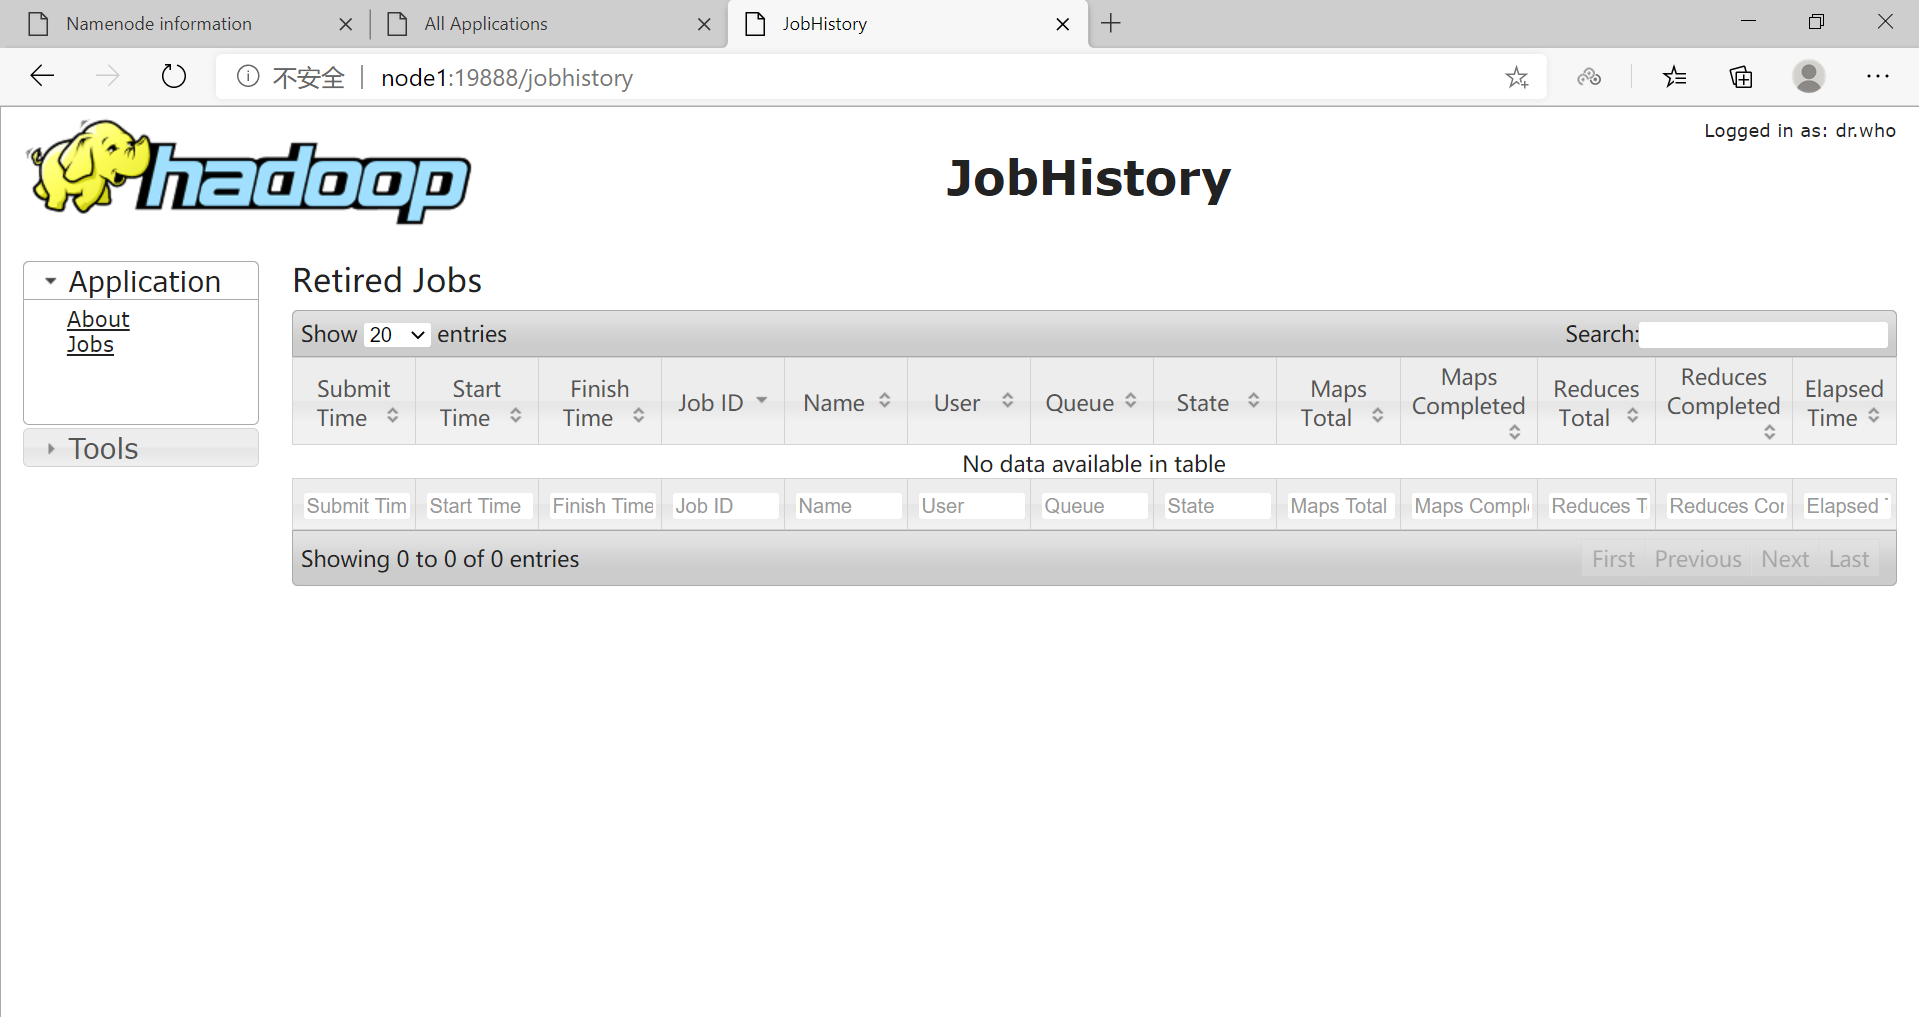 Namenode information
All Applications
JobHistory
不安全
node1:19888/jobhistory
hadoop
JobHistory
Logged in as: dr.who
Application
About
Jobs
Tools
Retired Jobs
Show 20 entries
Search:
Submit Time
Start Time
Finish Time
Job ID
Name
User
Queue
State
Maps Total
Maps Completed
Reduces Total
Reduces Completed
Elapsed Time
No data available in table
Submit Tim
Start Time
Finish Time
Job ID
Name
User
Queue
State
Maps Total
Maps Compl
Reduces T
Reduces Cor
Elapsed
Showing 0 to 0 of 0 entries
First Previous Next Last